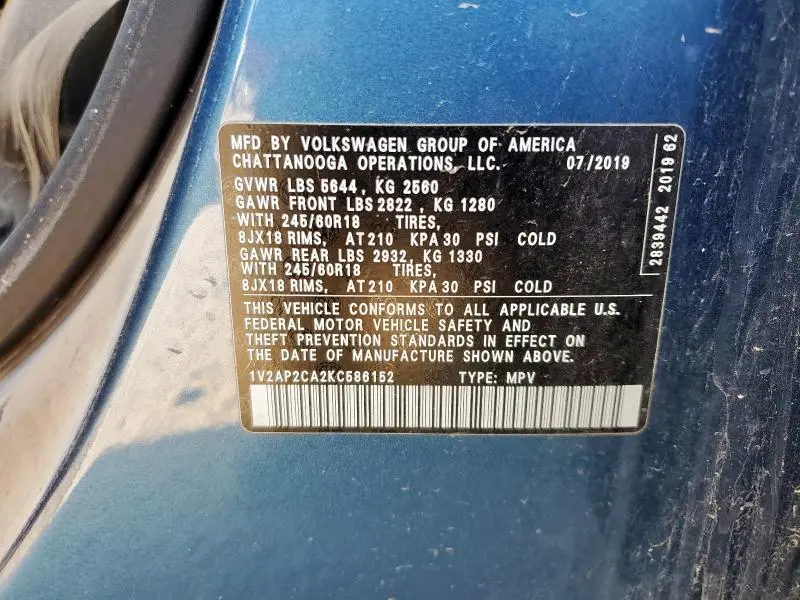 MFD BY VOLKSWAGEN GROUP OF AMERICA
CHATTANOOGA OPERATIONS, LLC. 07/2019
GVWR LBS 5644, KG 2560
GAWR FRONT LBS 2822, KG 1280
WITH 245/60R18 TIRES,
8JX18 RIMS, AT 210 KPA 30 PSI COLD
GAWR REAR LBS 2932, KG 1330
WITH 245/60R18 TIRES,
8JX18 RIMS, AT 210 KPA 30 PSI COLD
THIS VEHICLE CONFORMS TO ALL APPLICABLE U.S.
FEDERAL MOTOR VEHICLE SAFETY AND
THEFT PREVENTION STANDARDS IN EFFECT ON
THE DATE OF MANUFACTURE SHOWN ABOVE.
1V2AP2CA2KC586152 TYPE: MPV
2839442 2019 62